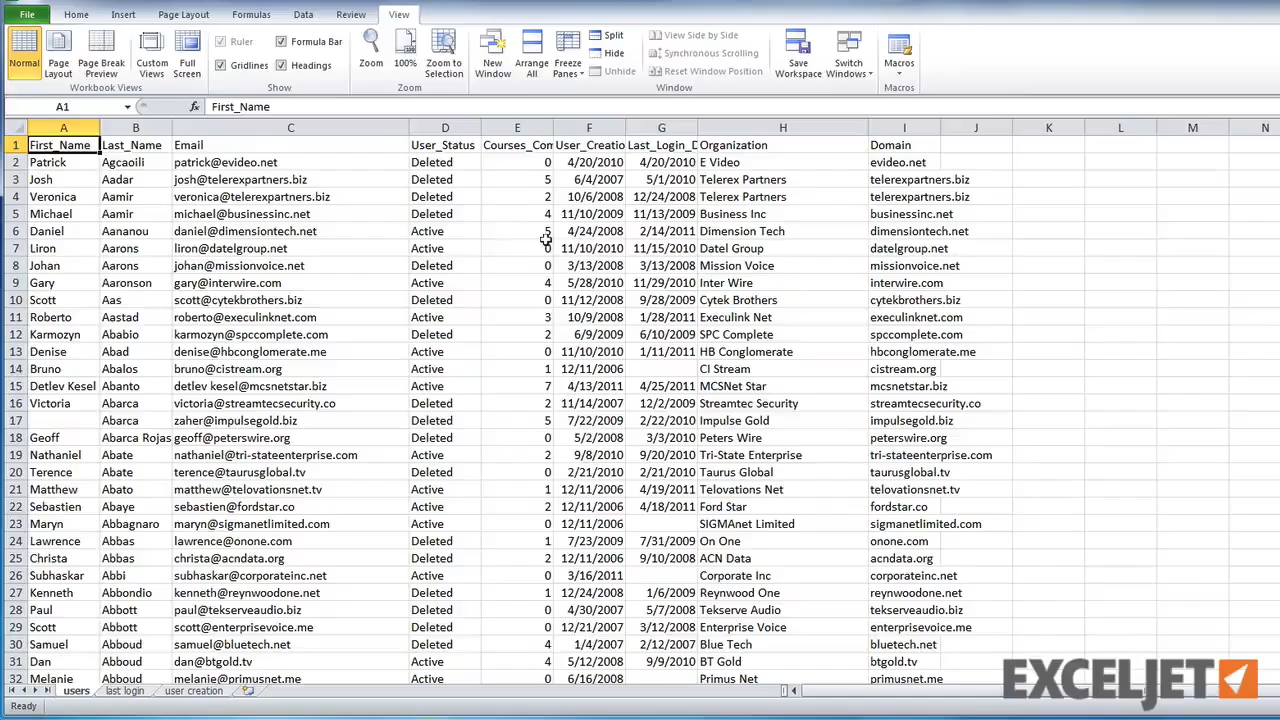 File Home Insert Page Layout Formulas Data Review View
Normal Page Layout Page Break Preview Custom Views Full Screen Ruler Formula Bar Gridlines Headings Zoom 100% Zoom to Selection New Window Arrange All Freeze Panes Split Hide Unhide View Side by Side Synchronous Scrolling Reset Window Position Save Workspace Switch Windows Macros
Workbook Views Show Zoom Window Macros
A1 fx First_Name
A B C D E F G H I J K L M N
1 First_Name Last_Name Email User_Status Courses_Com User_Creatio Last_Login_D Organization Domain
2 Patrick Agcaoili patrick@evideo.net Deleted 0 4/20/2010 4/20/2010 E Video evideo.net
3 Josh Aadar josh@telerexpartners.biz Deleted 5 6/4/2007 5/1/2010 Telerex Partners telerexpartners.biz
4 Veronica Aamir veronica@telerexpartners.biz Deleted 2 10/6/2008 12/24/2008 Telerex Partners telerexpartners.biz
5 Michael Aamir michael@businessinc.net Deleted 4 11/10/2009 11/13/2009 Business Inc businessinc.net
6 Daniel Aananou daniel@dimensiontech.net Active 5 4/24/2008 2/14/2011 Dimension Tech dimensiontech.net
7 Liron Aarons liron@datelgroup.net Active 0 11/10/2010 11/15/2010 Datel Group datelgroup.net
8 Johan Aarons johan@missionvoice.net Deleted 0 3/13/2008 3/13/2008 Mission Voice missionvoice.net
9 Gary Aaronson gary@interwire.com Active 4 5/28/2010 11/29/2010 Inter Wire interwire.com
10 Scott Aas scott@cytekbrothers.biz Deleted 0 11/12/2008 9/28/2009 Cytek Brothers cytekbrothers.biz
11 Roberto Aastad roberto@execulinknet.com Active 3 10/9/2008 1/28/2011 Execulink Net execulinknet.com
12 Karmozyn Ababio karmozyn@spccomplete.com Deleted 2 6/9/2009 6/10/2009 SPC Complete spccomplete.com
13 Denise Abad denise@hbconglomerate.me Active 0 11/10/2010 1/11/2011 HB Conglomerate hbconglomerate.me
14 Bruno Abalos bruno@cistream.org Active 1 12/11/2006 CI Stream cistream.org
15 Detlev Kesel Abanto detlev kesel@mcsnetstar.biz Active 7 4/13/2011 4/25/2011 MCSNet Star mcsnetstar.biz
16 Victoria Abarca victoria@streamtecsecurity.co Deleted 2 11/14/2007 12/2/2009 Streamtec Security streamtecsecurity.co
17 Abarca zaher@impulsegold.biz Deleted 5 7/22/2009 2/22/2010 Impulse Gold impulsegold.biz
18 Geoff Abarca Rojas geoff@peterswire.org Deleted 0 5/2/2008 3/3/2010 Peters Wire peterswire.org
19 Nathaniel Abate nathaniel@tri-stateenterprise.com Active 2 9/8/2010 9/20/2010 Tri-State Enterprise tri-stateenterprise.com
20 Terence Abate terence@taurusglobal.tv Deleted 0 2/21/2010 2/21/2010 Taurus Global taurusglobal.tv
21 Matthew Abato matthew@telovationsnet.tv Active 1 12/11/2006 4/19/2011 Telovations Net telovationsnet.tv
22 Sebastien Abaye sebastien@fordstar.co Active 2 12/11/2006 4/18/2011 Ford Star fordstar.co
23 Maryn Abbagnaro maryn@sigmanetlimited.com Active 0 12/11/2006 SIGMAnet Limited sigmanetlimited.com
24 Lawrence Abbas lawrence@onone.com Deleted 1 7/23/2009 7/31/2009 On One onone.com
25 Christa Abbas christa@acndata.org Deleted 2 12/11/2006 9/10/2008 ACN Data acndata.org
26 Subhaskar Abbi subhaskar@corporateinc.net Active 0 3/16/2011 Corporate Inc corporateinc.net
27 Kenneth Abbondio kenneth@reynwoodone.net Deleted 1 12/24/2008 1/6/2009 Reynwood One reynwoodone.net
28 Paul Abbott paul@tekserveaudio.biz Deleted 0 4/30/2007 5/7/2008 Tekserve Audio tekserveaudio.biz
29 Scott Abbott scott@enterprisevoice.me Deleted 0 12/21/2007 3/12/2008 Enterprise Voice enterprisevoice.me
30 Samuel Abboud samuel@bluetech.net Deleted 4 1/4/2007 2/12/2007 Blue Tech bluetech.net
31 Dan Abboud dan@btgold.tv Active 4 5/12/2008 9/9/2010 BT Gold btgold.tv
32 Melanie Abboud melanie@primusnet.me Active 0 6/16/2008 Primus Net primusnet.me
users last login user creation
Ready
EXCELJET